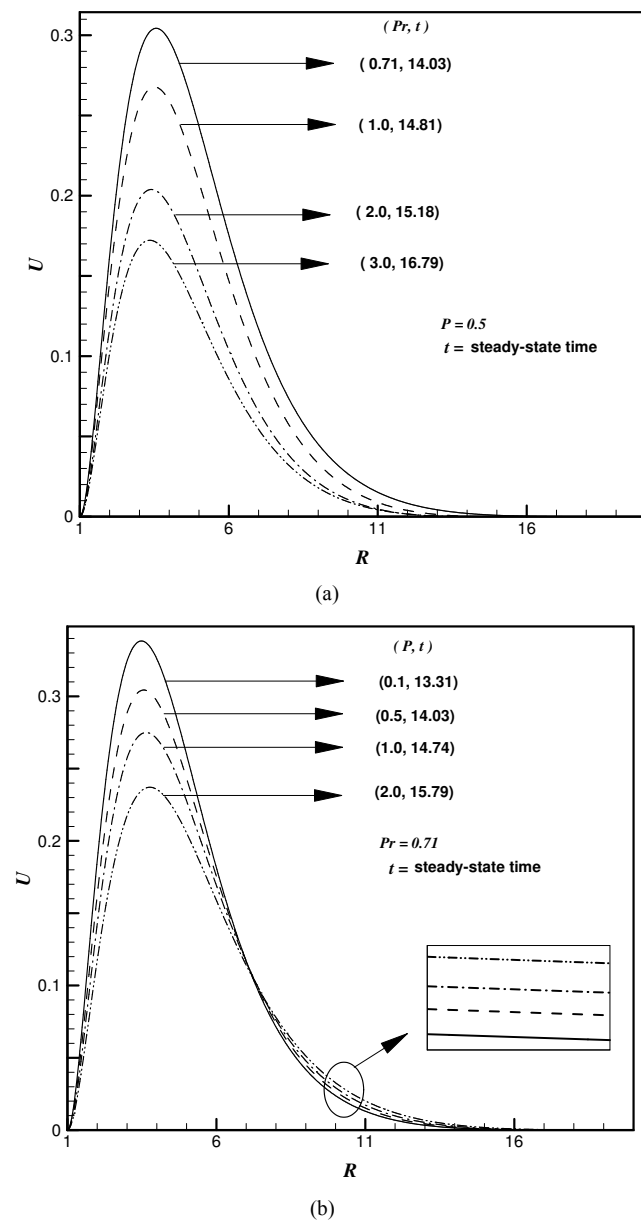 ( Pr, t )
( 0.71, 14.03)
( 1.0, 14.81)
( 2.0, 15.18)
( 3.0, 16.79)
P = 0.5
t = steady-state time
U
0.3
0.2
0.1
0
1
6
11
16
R
(a)
( P, t )
(0.1, 13.31)
(0.5, 14.03)
(1.0, 14.74)
(2.0, 15.79)
Pr = 0.71
t = steady-state time
U
0.3
0.2
0.1
0
1
6
11
16
R
(b)